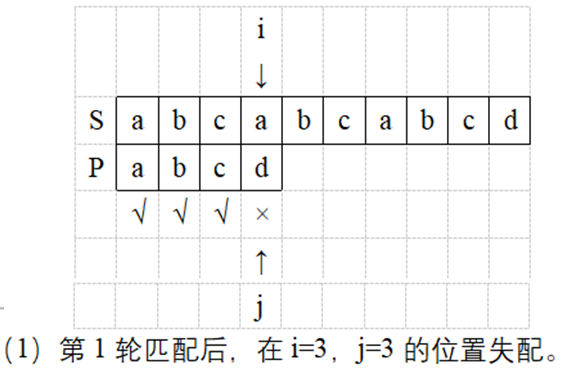 i
↓
S a b c a b c a b c d
P a b c d
√ √ √ ×
↑
j
(1) 第 1 轮匹配后，在 i=3，j=3 的位置失配。